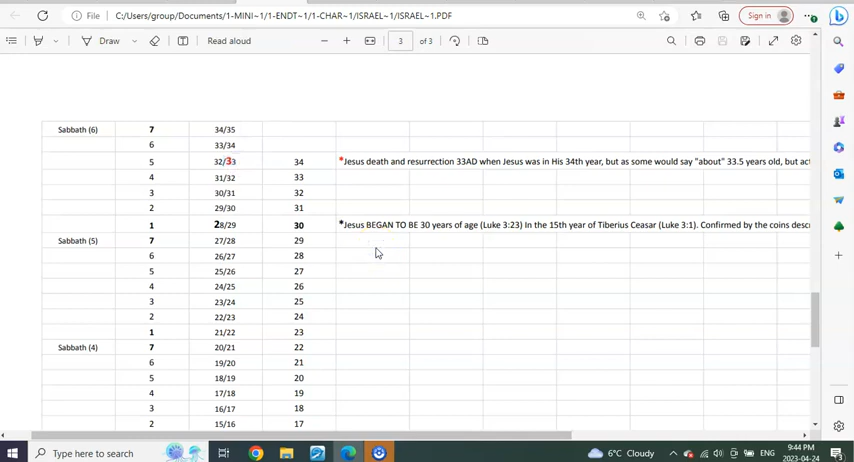 File
C:/Users/group/Documents/1-MINI~1/1-ENDT~1/1-CHAR~1/ISRAEL~1/ISRAEL~1.PDF
Sign in
Draw
Read aloud
3
of 3
Sabbath (6) 7 34/35
6 33/34
5 32/33 34 *Jesus death and resurrection 33AD when Jesus was in His 34th year, but as some would say "about" 33.5 years old, but act
4 31/32 33
3 30/31 32
2 29/30 31
1 28/29 30 *Jesus BEGAN TO BE 30 years of age (Luke 3:23) In the 15th year of Tiberius Ceasar (Luke 3:1). Confirmed by the coins descr
Sabbath (5) 7 27/28 29
6 26/27 28
5 25/26 27
4 24/25 26
3 23/24 25
2 22/23 24
1 21/22 23
Sabbath (4) 7 20/21 22
6 19/20 21
5 18/19 20
4 17/18 19
3 16/17 18
2 15/16 17
Type here to search
6°C Cloudy
ENG
9:44 PM
2023-04-24
3